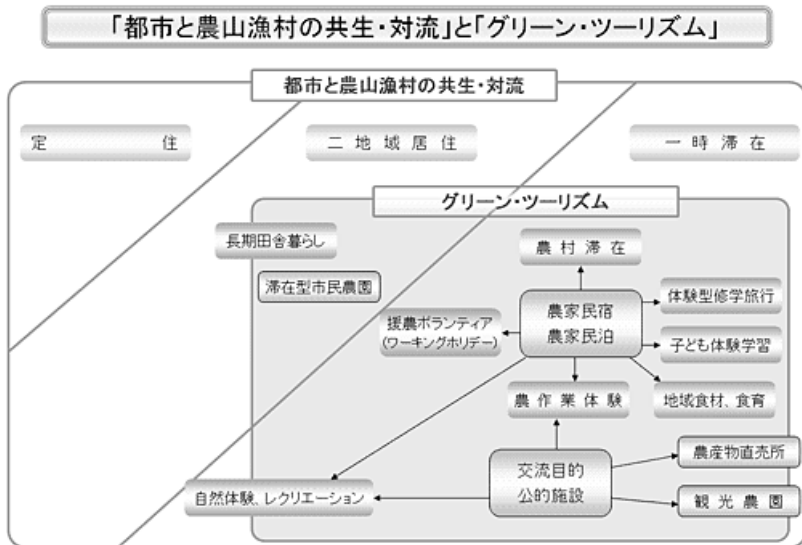 「都市と農山漁村の共生・対流」と「グリーン・ツーリズム」
都市と農山漁村の共生・対流
定住
二地域居住
一時滞在
グリーン・ツーリズム
長期田舎暮らし
農村滞在
滞在型市民農園
農家民宿
農家民泊
体験型修学旅行
援農ボランティア
(ワーキングホリデー)
子ども体験学習
農作業体験
地域食材、食育
交流目的
公的施設
農産物直売所
自然体験、レクリエーション
観光農園